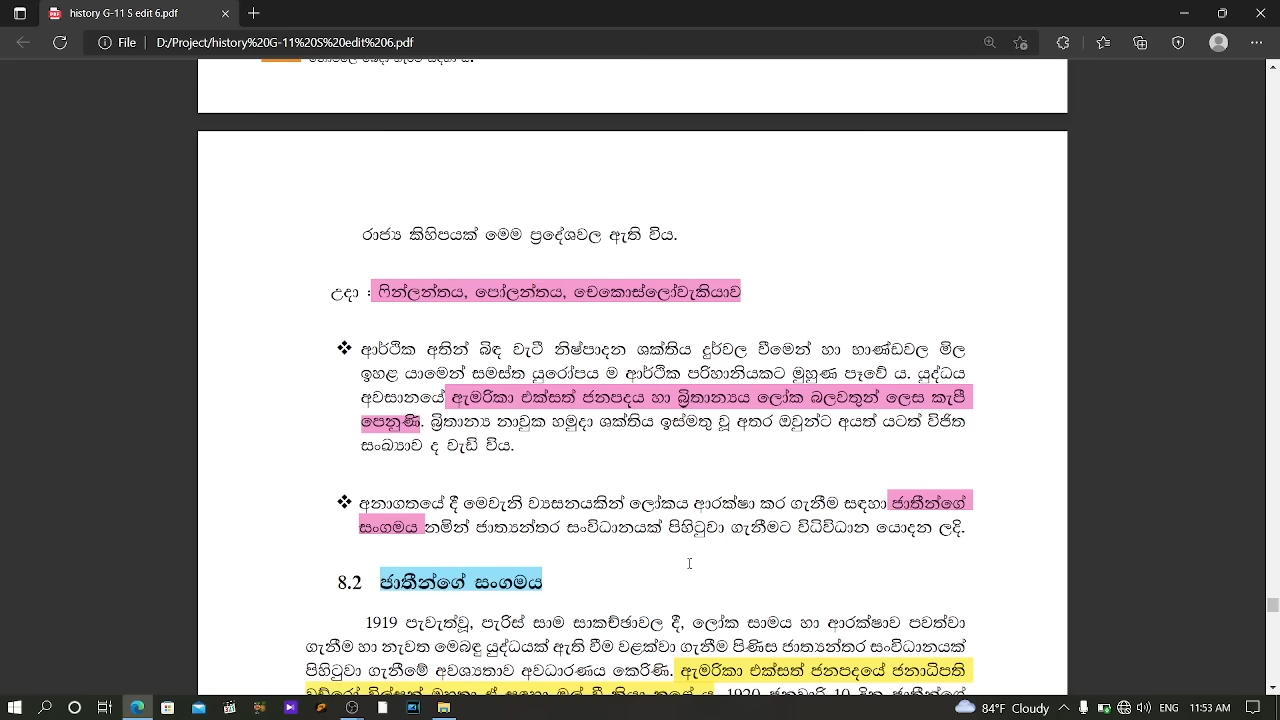 history G-11 S edit 6.pdf
File D:/Project/history%20G-11%20S%20edit%206.pdf
රාජ්‍ය කිහිපයක් මෙම ප්‍රදේශවල ඇති විය.
උදා : ෆින්ලන්තය, පෝලන්තය, චෙකොස්ලෝවැකියාව
❖ ආර්ථික අතින් බිඳ වැටී නිෂ්පාදන ශක්තිය දුර්වල වීමෙන් හා භාණ්ඩවල මිල
ඉහළ යාමෙන් සමස්ත යුරෝපය ම ආර්ථික පරිහානියකට මුහුණ පෑවේ ය. යුද්ධය
අවසානයේ ඇමරිකා එක්සත් ජනපදය හා බ්‍රිතාන්‍යය ලෝක බලවතුන් ලෙස කැපී
පෙනුණි. බ්‍රිතාන්‍ය නාවුක හමුදා ශක්තිය ඉස්මතු වූ අතර ඔවුන්ට අයත් යටත් විජිත
සංඛ්‍යාව ද වැඩි විය.
❖ අනාගතයේ දී මෙවැනි ව්‍යසනයකින් ලෝකය ආරක්ෂා කර ගැනීම සඳහා ජාතීන්ගේ
සංගමය නමින් ජාත්‍යන්තර සංවිධානයක් පිහිටුවා ගැනීමට විධිවිධාන යොදන ලදි.
8.2 ජාතීන්ගේ සංගමය
1919 පැවැත්වූ, පැරිස් සාම සාකච්ඡාවල දී, ලෝක සාමය හා ආරක්ෂාව පවත්වා
ගැනීම හා නැවත මෙබඳු යුද්ධයක් ඇති වීම වළක්වා ගැනීම පිණිස ජාත්‍යන්තර සංවිධානයක්
පිහිටුවා ගැනීමේ අවශ්‍යතාව අවධාරණය කෙරිණි. ඇමරිකා එක්සත් ජනපදයේ ජනාධිපති
84°F Cloudy ENG 11:53 AM